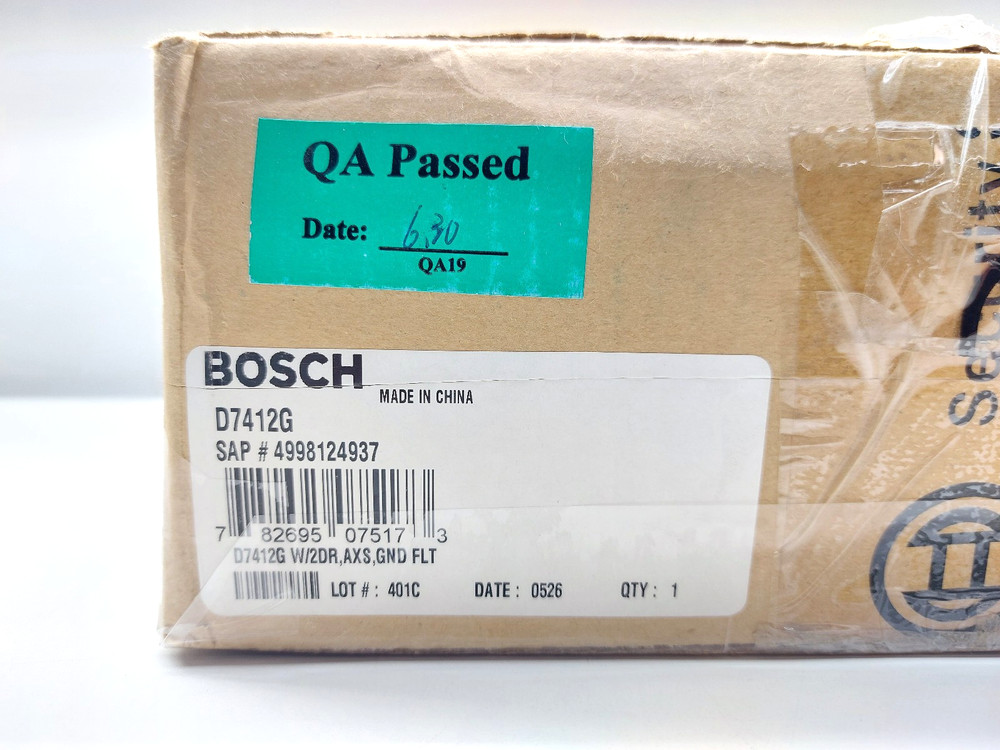 QA Passed
Date: 6.30
QA19
BOSCH
MADE IN CHINA
D7412G
SAP # 4998124937
7 82695 07517 3
D7412G W/2DR,AXS,GND FLT
LOT # : 401C DATE : 0526 QTY : 1